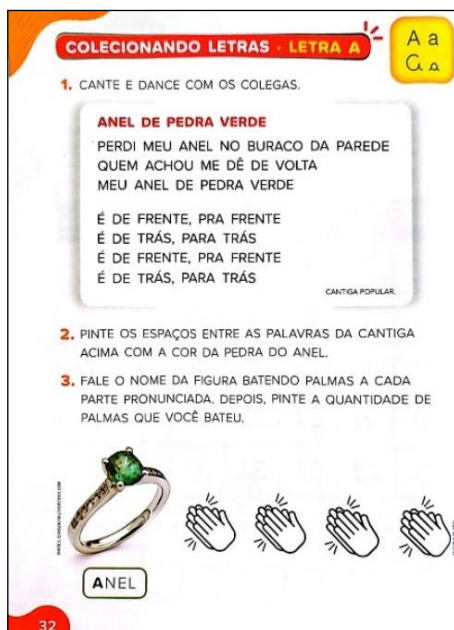 COLECIONANDO LETRAS · LETRA A
A a
A a
1. CANTE E DANCE COM OS COLEGAS.
ANEL DE PEDRA VERDE
PERDI MEU ANEL NO BURACO DA PAREDE
QUEM ACHOU ME DÊ DE VOLTA
MEU ANEL DE PEDRA VERDE
É DE FRENTE, PRA FRENTE
É DE TRÁS, PARA TRÁS
É DE FRENTE, PRA FRENTE
É DE TRÁS, PARA TRÁS
CANTIGA POPULAR.
2. PINTE OS ESPAÇOS ENTRE AS PALAVRAS DA CANTIGA
ACIMA COM A COR DA PEDRA DO ANEL.
3. FALE O NOME DA FIGURA BATENDO PALMAS A CADA
PARTE PRONUNCIADA. DEPOIS, PINTE A QUANTIDADE DE
PALMAS QUE VOCÊ BATEU.
ANEL
32